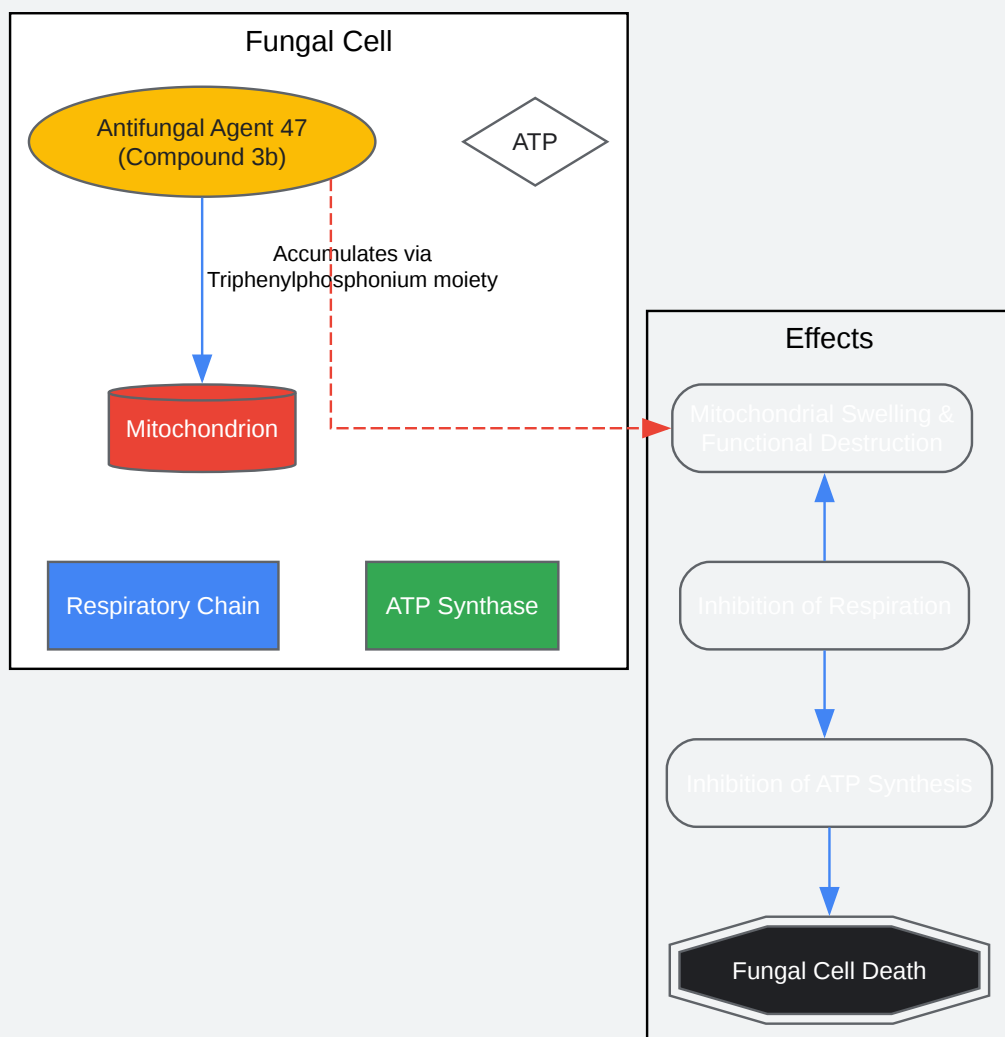 Fungal Cell
Antifungal Agent 47
(Compound 3b)
ATP
Accumulates via
Triphenylphosphonium moiety
Mitochondrion
Respiratory Chain
ATP Synthase
Effects
Mitochondrial Swelling &
Functional Destruction
Inhibition of Respiration
Inhibition of ATP Synthesis
Fungal Cell Death